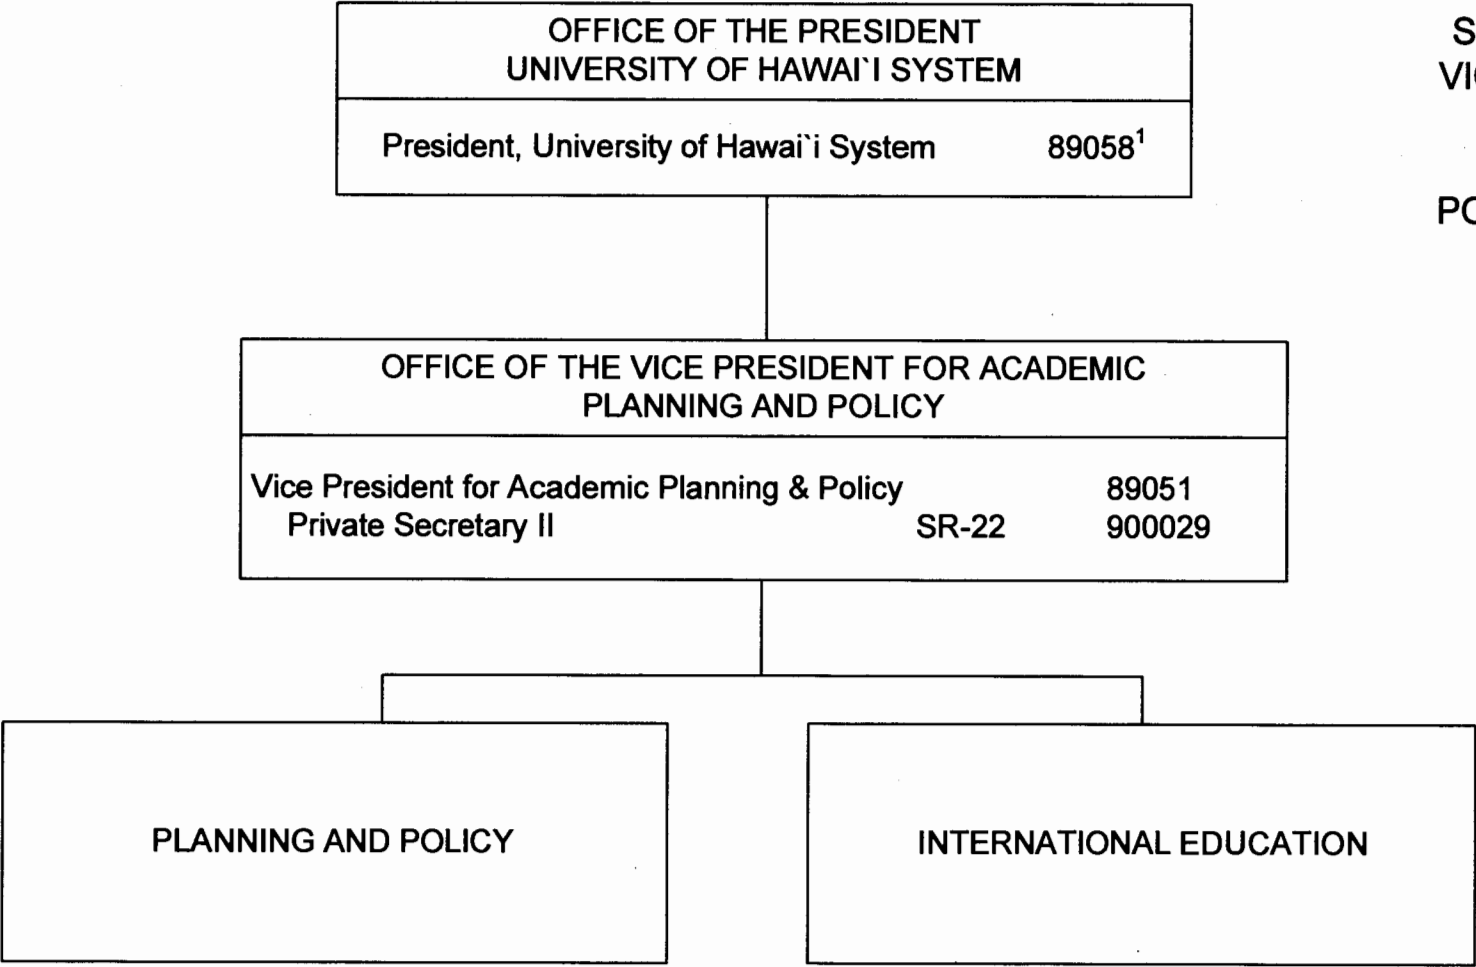 OFFICE OF THE PRESIDENT
UNIVERSITY OF HAWAI`I SYSTEM
President, University of Hawai`i System 89058¹
OFFICE OF THE VICE PRESIDENT FOR ACADEMIC
PLANNING AND POLICY
Vice President for Academic Planning & Policy 89051
Private Secretary II SR-22 900029
PLANNING AND POLICY
INTERNATIONAL EDUCATION